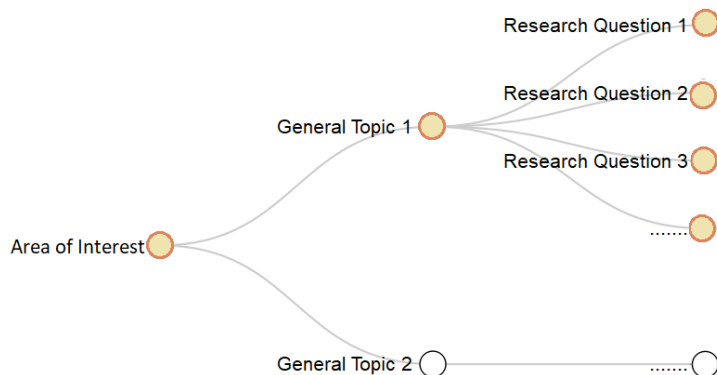 Research Question 1
Research Question 2
General Topic 1
Research Question 3
.......
Area of Interest
General Topic 2
.......